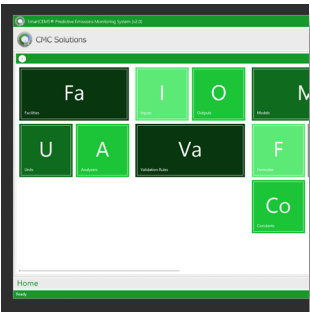 SmartCEMS® Predictive Emissions Monitoring System (v2.0)
CMC Solutions
Fa
Facilities
I
Inputs
O
Outputs
M
Models
U
Units
A
Analyzers
Va
Validation Rules
F
Formulas
Co
Constants
Home
Ready